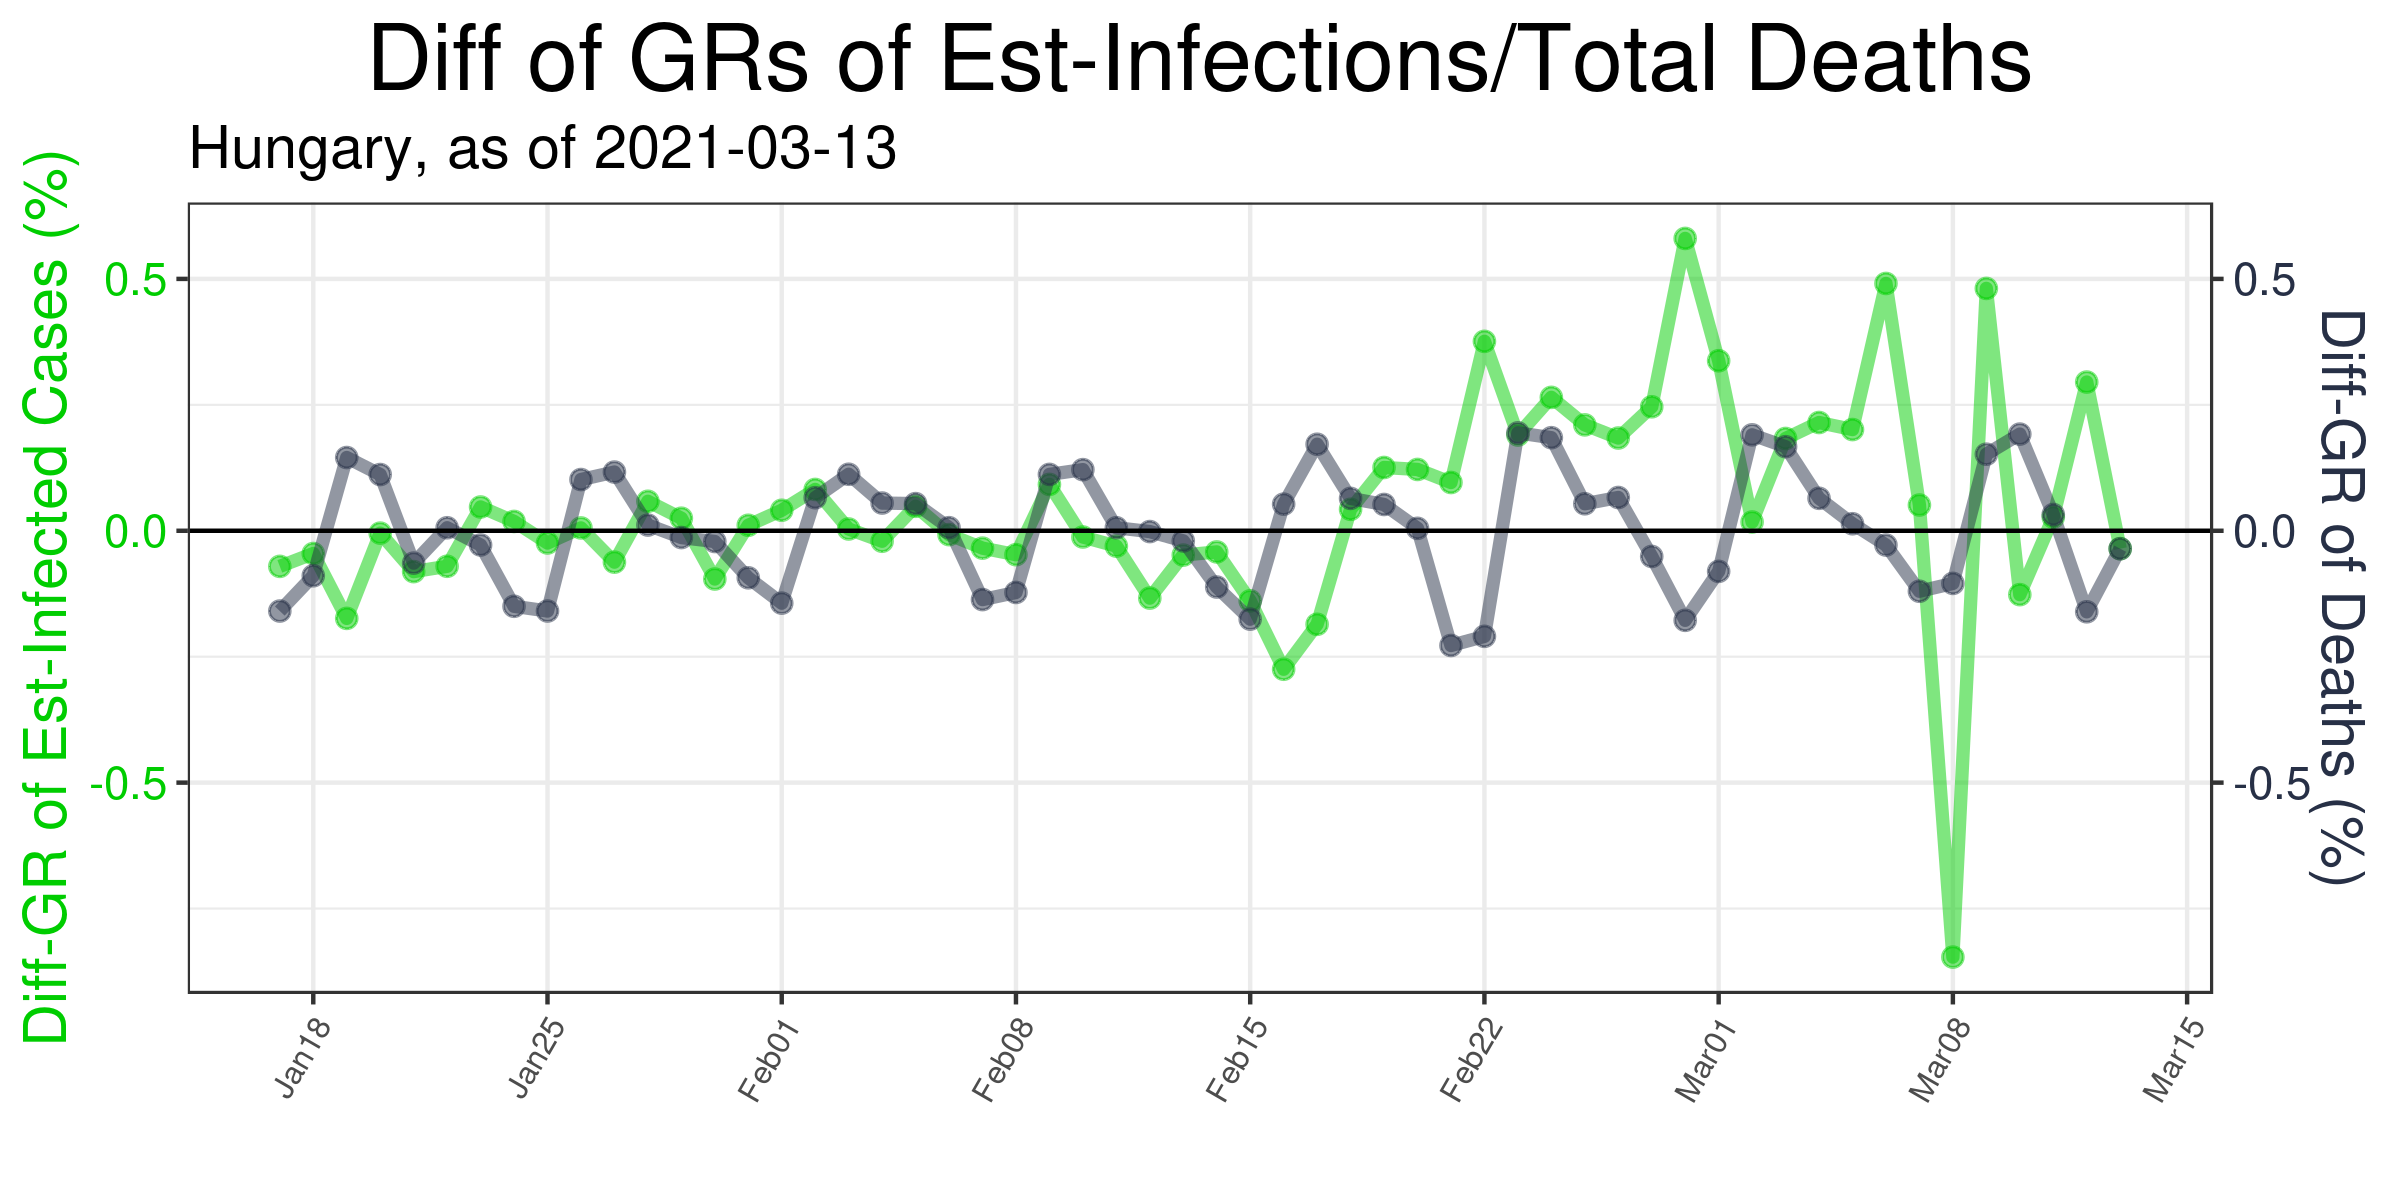 Diff of GRs of Est-Infections/Total Deaths
Hungary, as of 2021-03-13
Diff-GR of Est-Infected Cases (%)
0.5
0.0
-0.5
0.5
0.0
-0.5
Diff-GR of Deaths (%)
Jan18
Jan25
Feb01
Feb08
Feb15
Feb22
Mar01
Mar08
Mar15